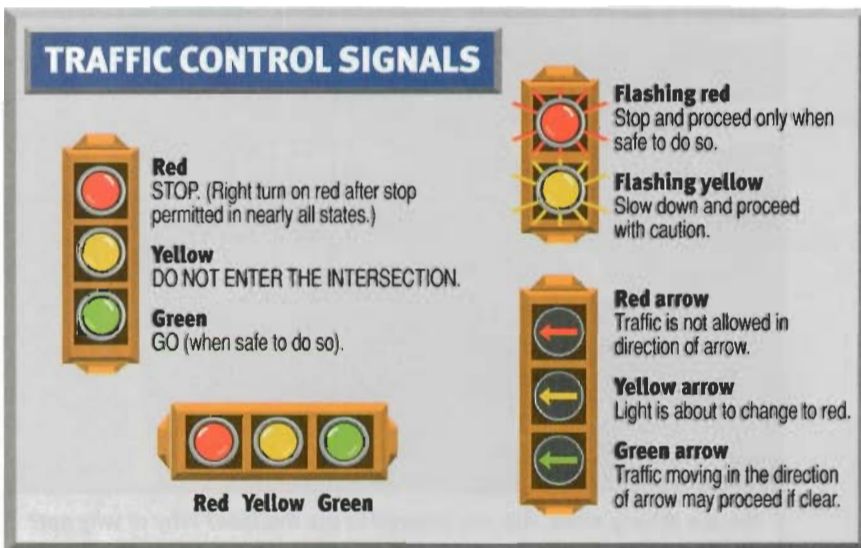 TRAFFIC CONTROL SIGNALS
Red
STOP. (Right turn on red after stop
permitted in nearly all states.)
Yellow
DO NOT ENTER THE INTERSECTION.
Green
GO (when safe to do so).
Red Yellow Green
Flashing red
Stop and proceed only when
safe to do so.
Flashing yellow
Slow down and proceed
with caution.
Red arrow
Traffic is not allowed in
direction of arrow.
Yellow arrow
Light is about to change to red.
Green arrow
Traffic moving in the direction
of arrow may proceed if clear.